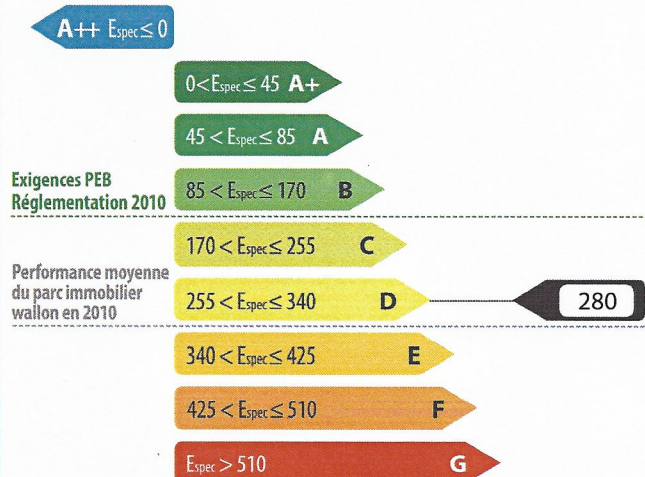 A++ Espec ≤ 0
0 < Espec ≤ 45 A+
45 < Espec ≤ 85 A
Exigences PEB
Réglementation 2010
85 < Espec ≤ 170 B
170 < Espec ≤ 255 C
Performance moyenne
du parc immobilier
wallon en 2010
255 < Espec ≤ 340 D
280
340 < Espec ≤ 425 E
425 < Espec ≤ 510 F
Espec > 510 G